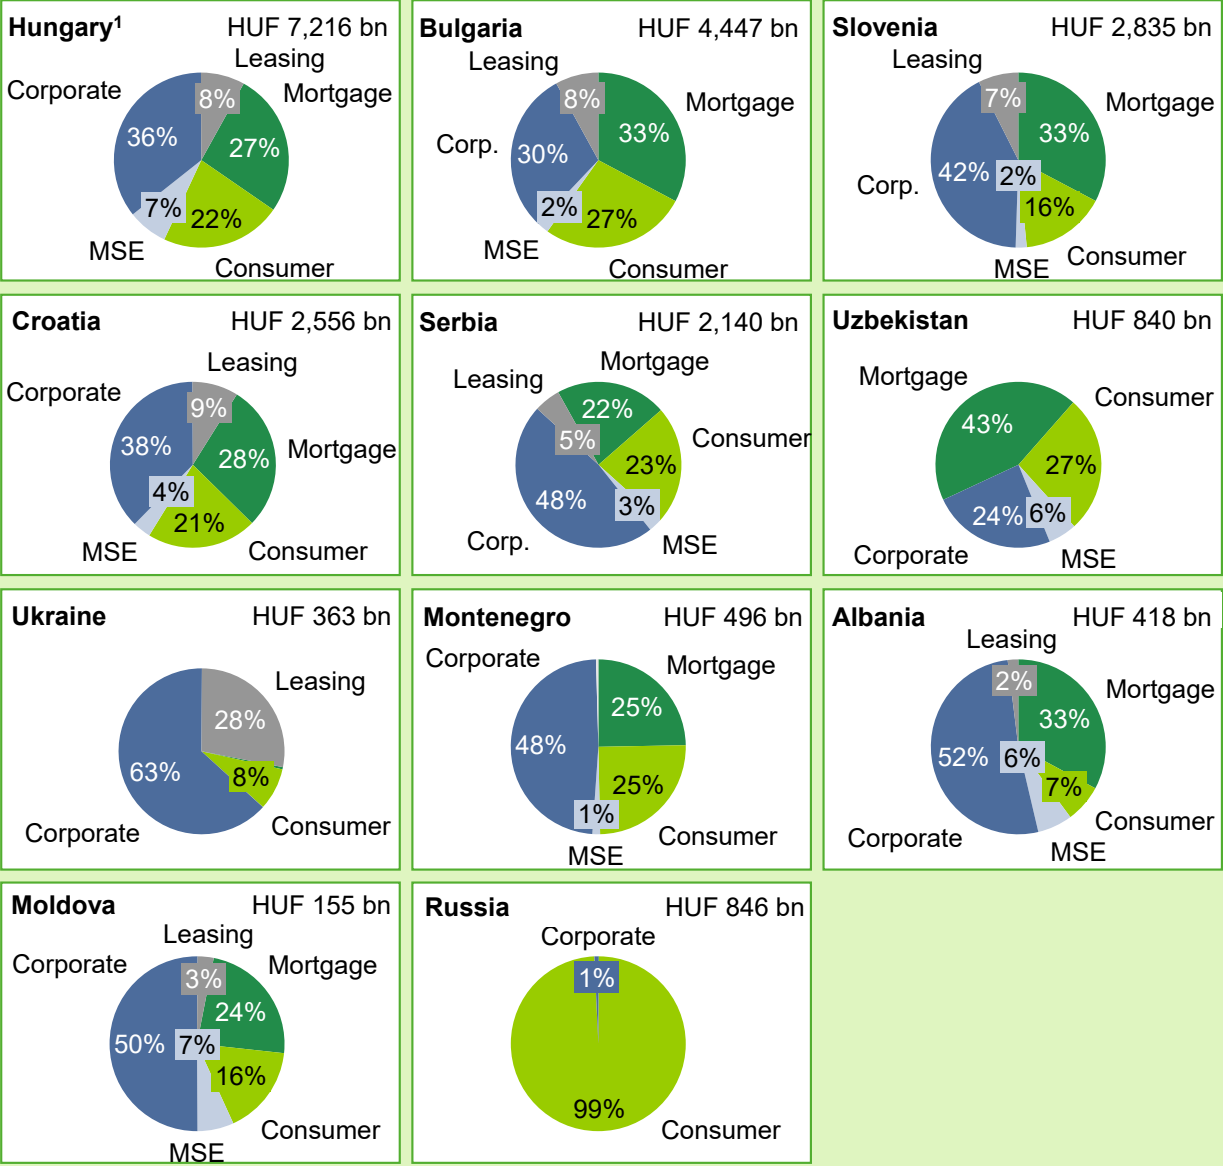 Hungary¹ HUF 7,216 bn
Leasing
Corporate
Mortgage
8%
36%
27%
7%
22%
MSE
Consumer
Bulgaria HUF 4,447 bn
Leasing
Mortgage
8%
33%
Corp.
30%
2%
27%
MSE
Consumer
Slovenia HUF 2,835 bn
Leasing
Mortgage
7%
33%
42%
2%
Corp.
16%
MSE
Consumer
Croatia HUF 2,556 bn
Leasing
Corporate
9%
38%
Mortgage
28%
4%
21%
MSE
Consumer
Serbia HUF 2,140 bn
Mortgage
Leasing
22%
5%
Consumer
23%
48%
3%
Corp.
MSE
Uzbekistan HUF 840 bn
Mortgage
Consumer
43%
27%
24%
6%
Corporate
MSE
Ukraine HUF 363 bn
Leasing
28%
63%
8%
Corporate
Consumer
Montenegro HUF 496 bn
Corporate
Mortgage
25%
48%
25%
1%
Consumer
MSE
Albania HUF 418 bn
Leasing
2%
Mortgage
33%
52%
6%
7%
Consumer
Corporate
MSE
Moldova HUF 155 bn
Leasing
Corporate
Mortgage
3%
24%
50%
7%
16%
Consumer
MSE
Russia HUF 846 bn
Corporate
1%
99%
Consumer